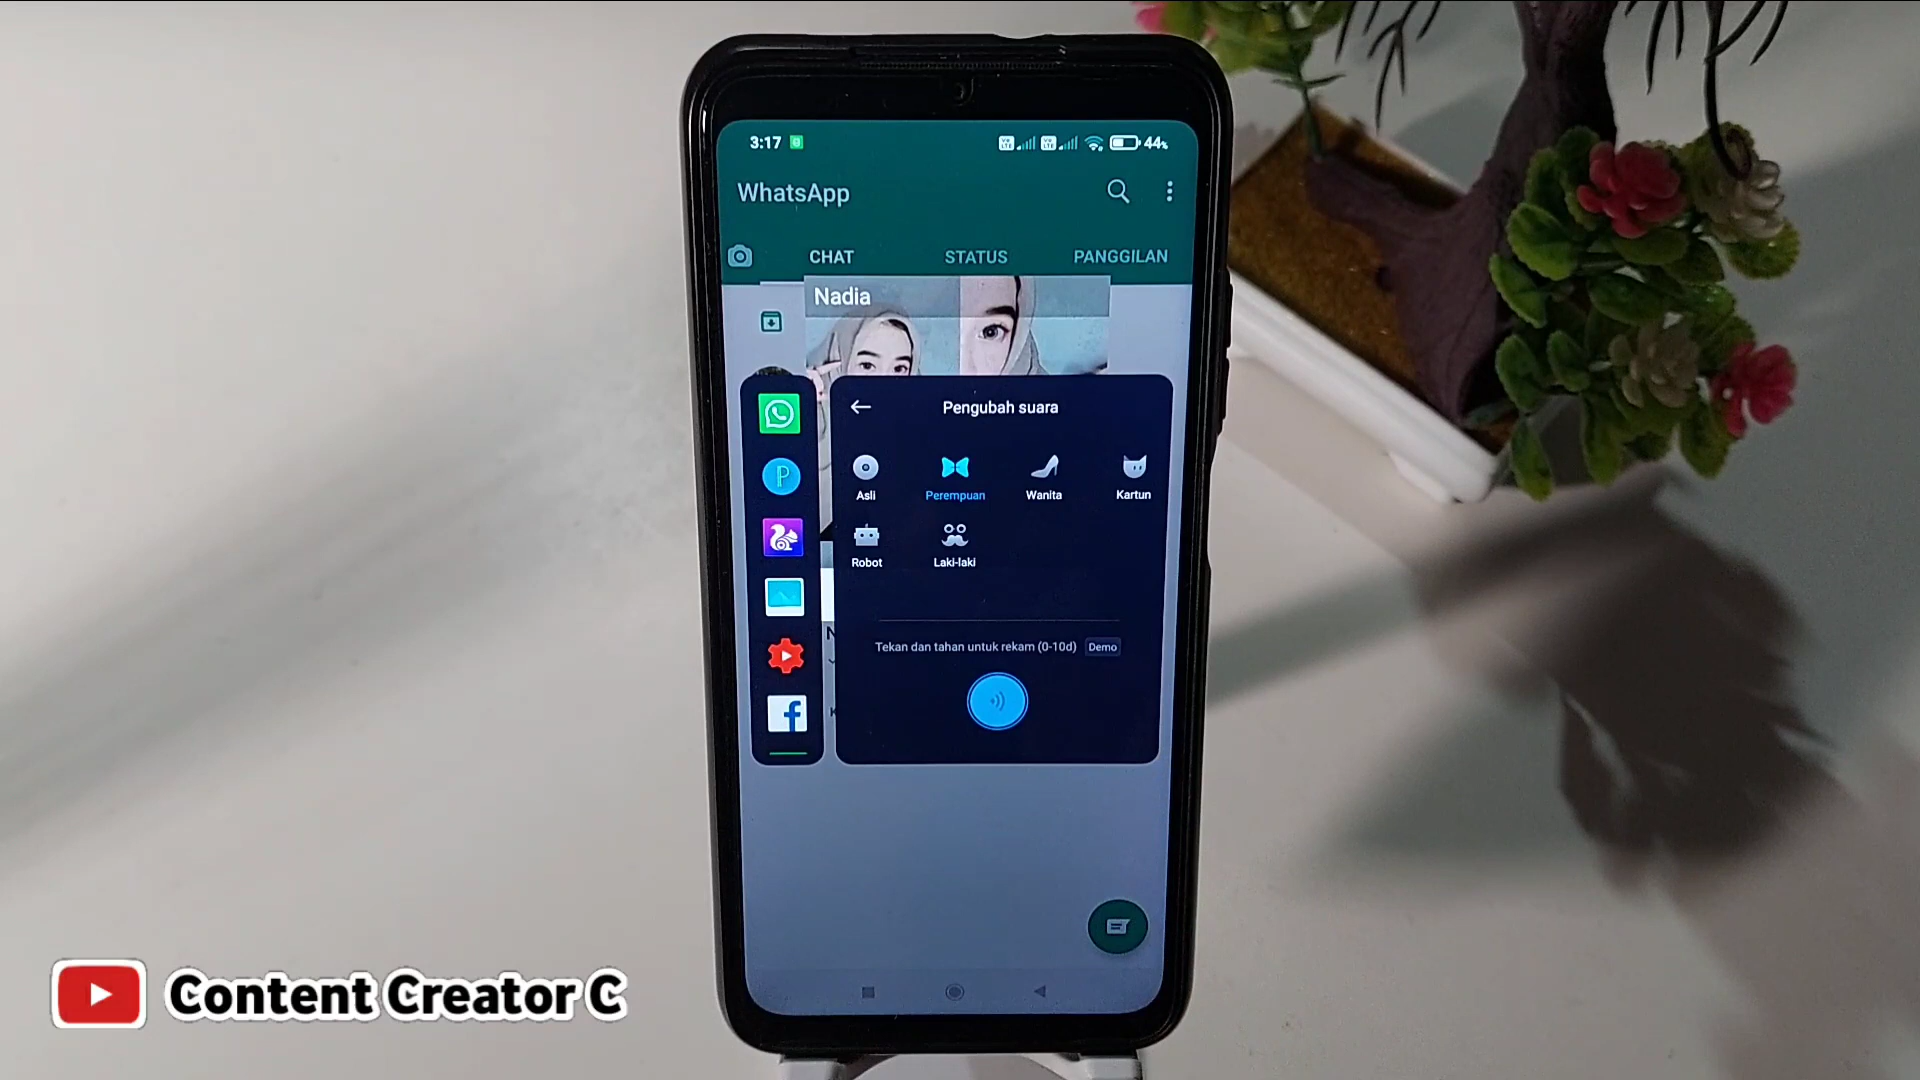 3:17
44%
WhatsApp
CHAT
STATUS
PANGGILAN
Nadia
Pengubah suara
Asli
Perempuan
Wanita
Kartun
Robot
Laki-laki
Tekan dan tahan untuk rekam (0-10d)
Demo
Content Creator C